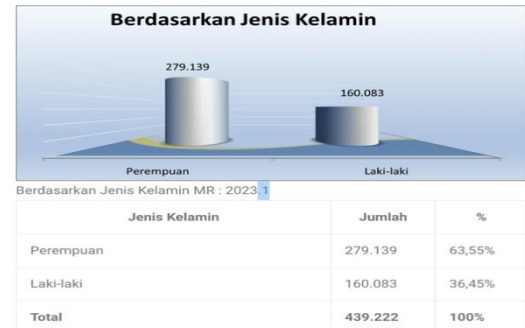 Berdasarkan Jenis Kelamin
279.139
160.083
Perempuan Laki-laki
Berdasarkan Jenis Kelamin MR : 2023.1
Jenis Kelamin Jumlah %
Perempuan 279.139 63,55%
Laki-laki 160.083 36,45%
Total 439.222 100%